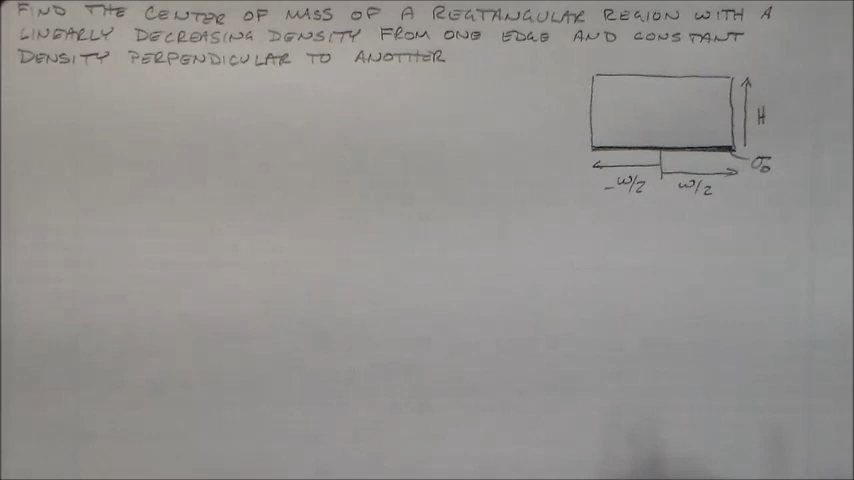 FIND THE CENTER OF MASS OF A RECTANGULAR REGION WITH A
LINEARLY DECREASING DENSITY FROM ONE EDGE AND CONSTANT
DENSITY PERPENDICULAR TO ANOTHER
H
σ₀
-W/2 W/2